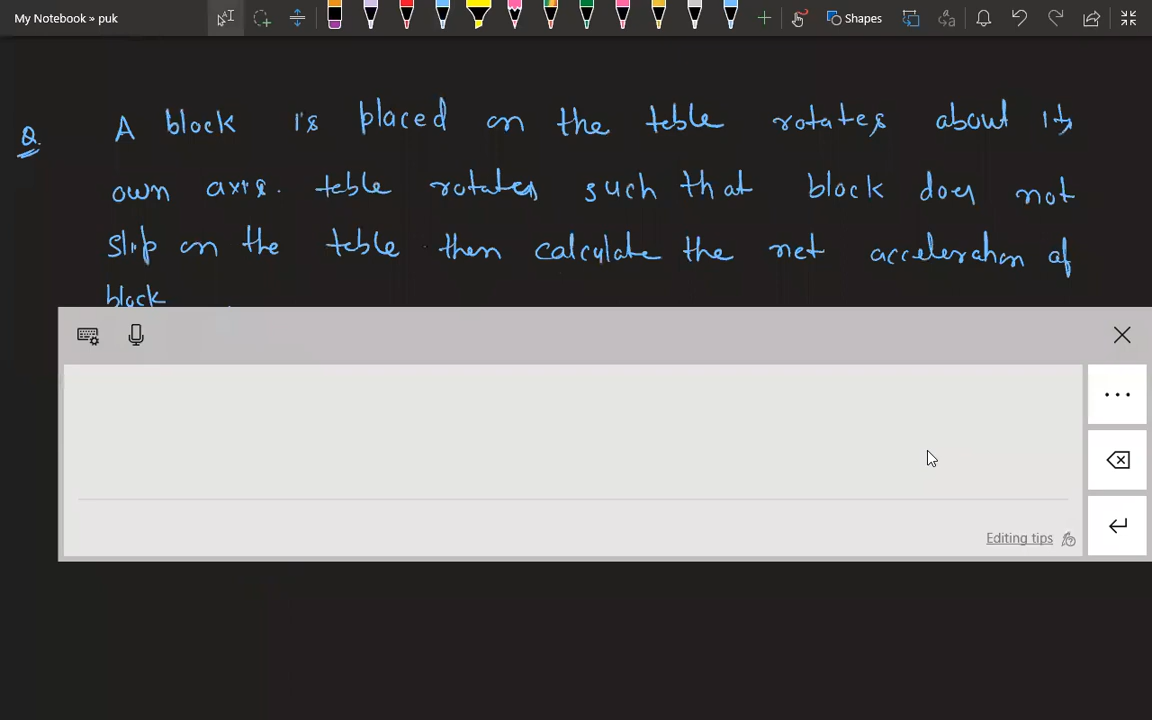 My Notebook » puk
Shapes
Q. A block is placed on the table rotates about its
own axis. table rotates such that block does not
slip on the table then calculate the net acceleration of
block
Editing tips